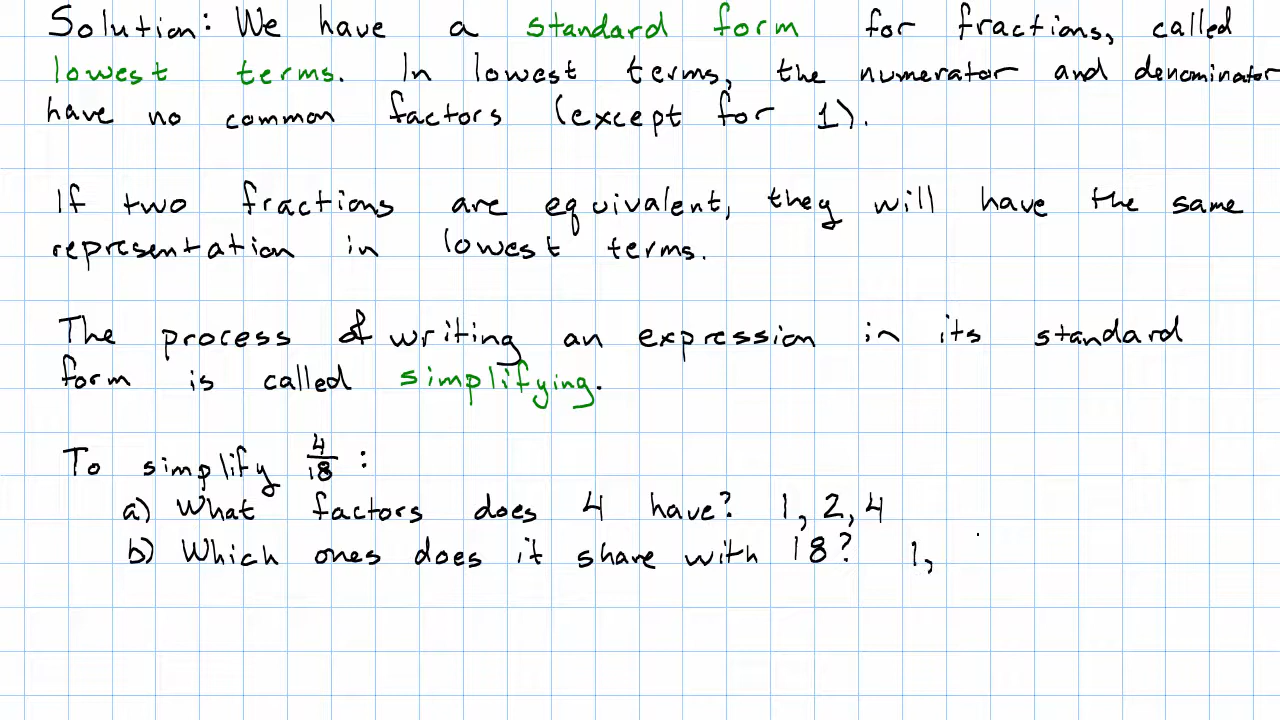 Solution: We have a standard form for fractions, called
lowest terms. In lowest terms, the numerator and denominator
have no common factors (except for 1).
If two fractions are equivalent, they will have the same
representation in lowest terms.
The process of writing an expression in its standard
form is called simplifying.
To simplify 4/18 :
a) What factors does 4 have? 1, 2, 4
b) Which ones does it share with 18? 1,